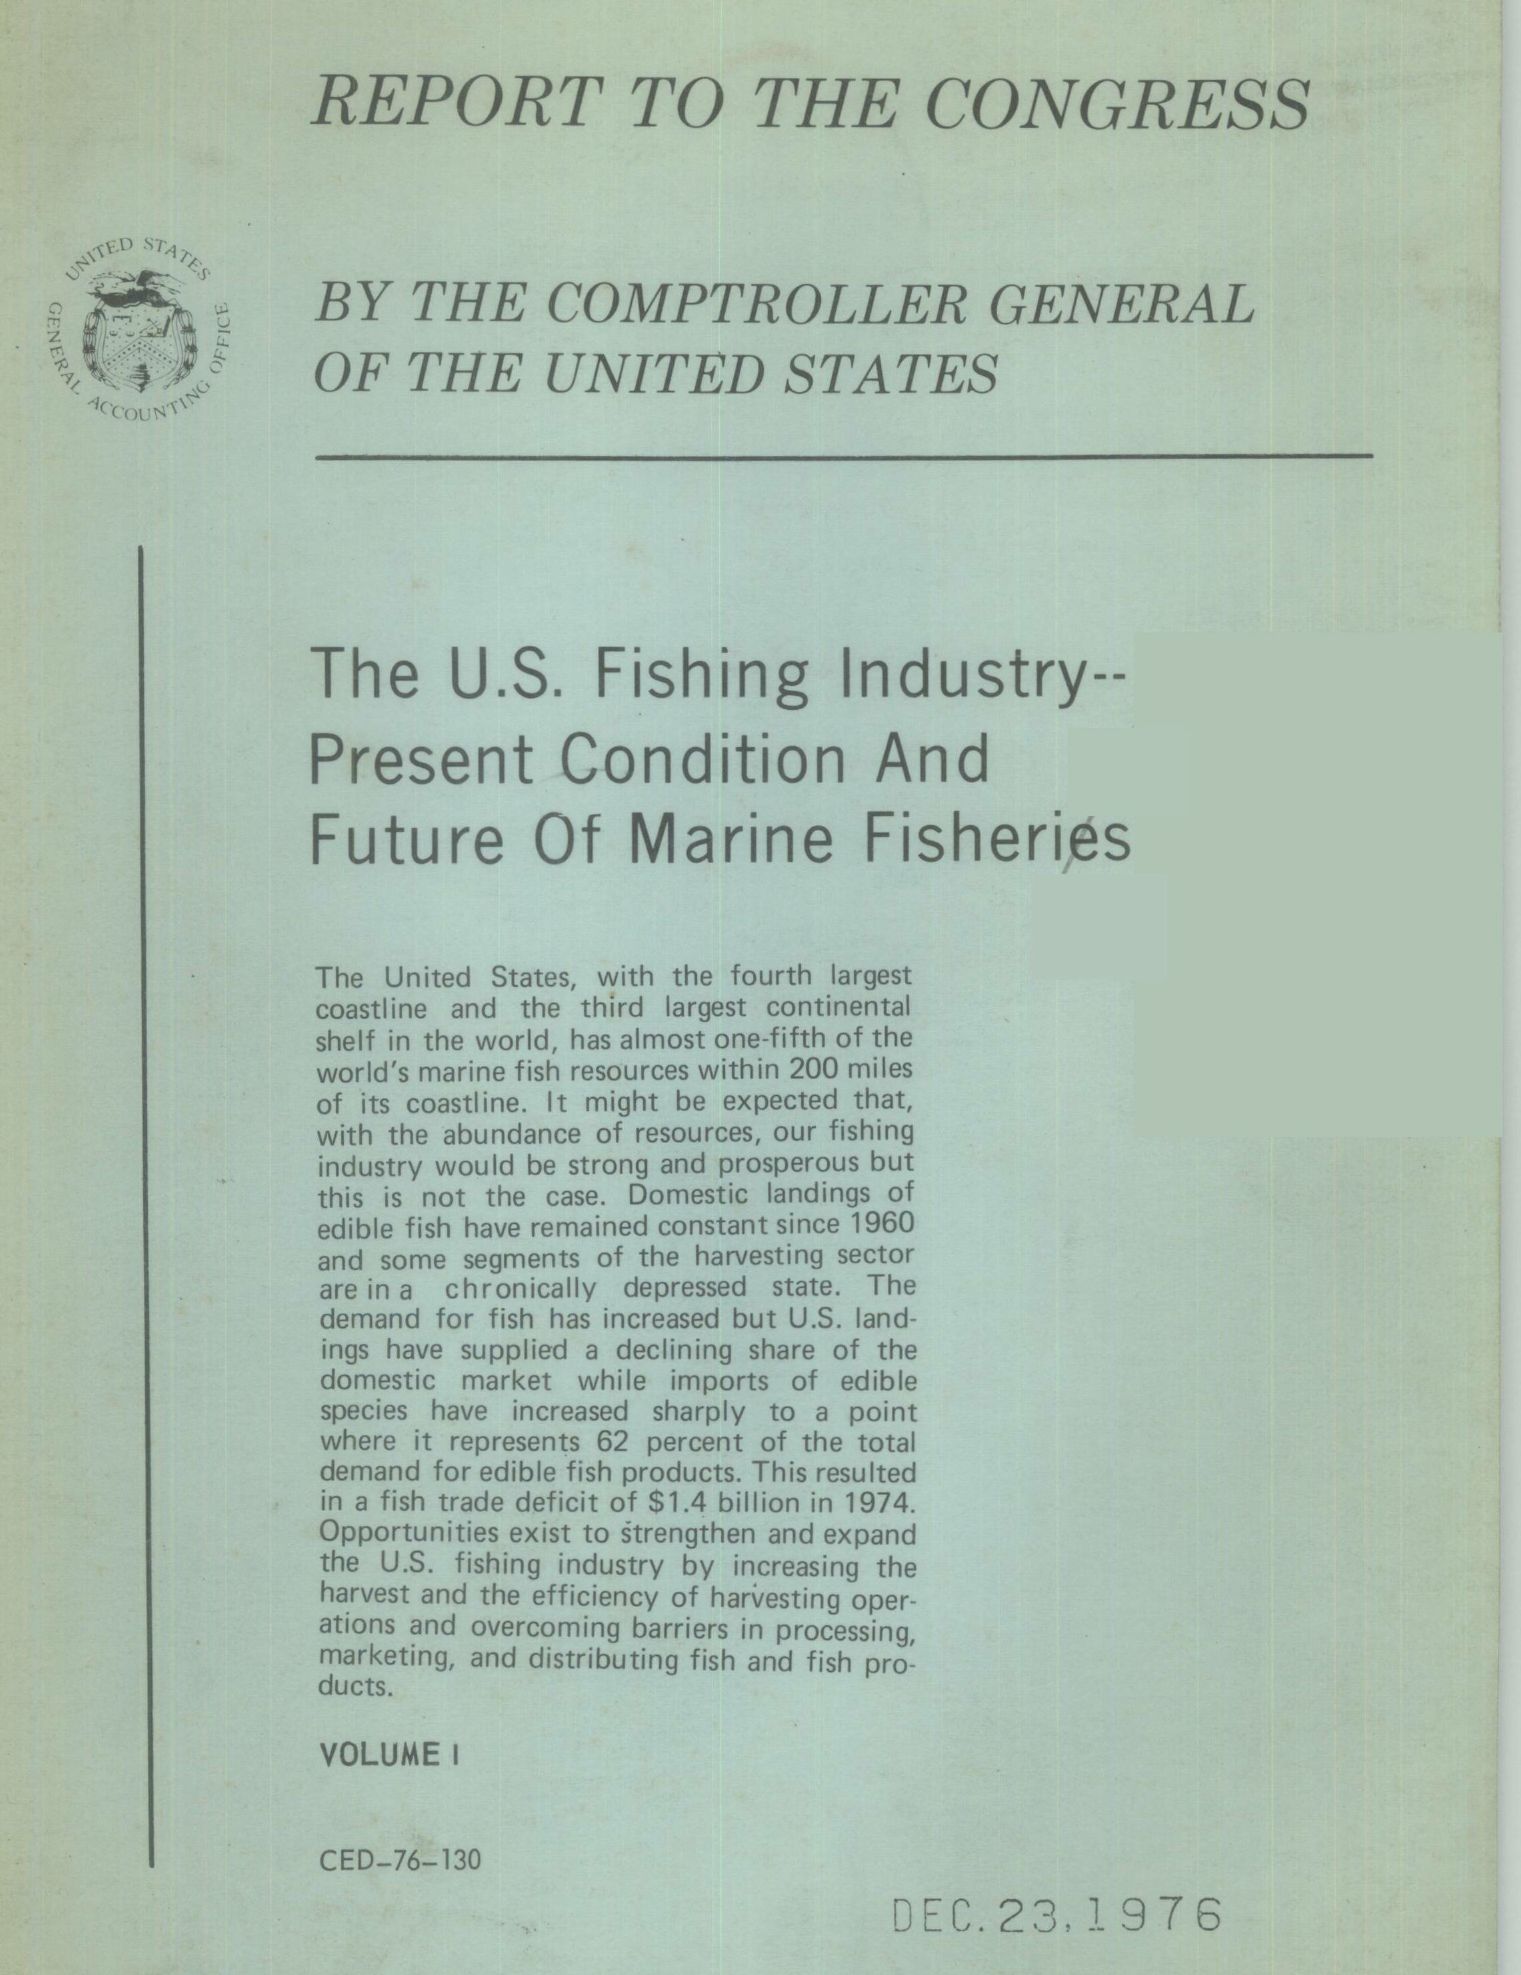 REPORT TO THE CONGRESS
UNITED STATES
GENERAL ACCOUNTING OFFICE
BY THE COMPTROLLER GENERAL
OF THE UNITED STATES
The U.S. Fishing Industry--
Present Condition And
Future Of Marine Fisheries
The United States, with the fourth largest
coastline and the third largest continental
shelf in the world, has almost one-fifth of the
world's marine fish resources within 200 miles
of its coastline. It might be expected that,
with the abundance of resources, our fishing
industry would be strong and prosperous but
this is not the case. Domestic landings of
edible fish have remained constant since 1960
and some segments of the harvesting sector
are in a chronically depressed state. The
demand for fish has increased but U.S. land-
ings have supplied a declining share of the
domestic market while imports of edible
species have increased sharply to a point
where it represents 62 percent of the total
demand for edible fish products. This resulted
in a fish trade deficit of $1.4 billion in 1974.
Opportunities exist to strengthen and expand
the U.S. fishing industry by increasing the
harvest and the efficiency of harvesting oper-
ations and overcoming barriers in processing,
marketing, and distributing fish and fish pro-
ducts.
VOLUME I
CED-76-130
DEC. 23, 1976